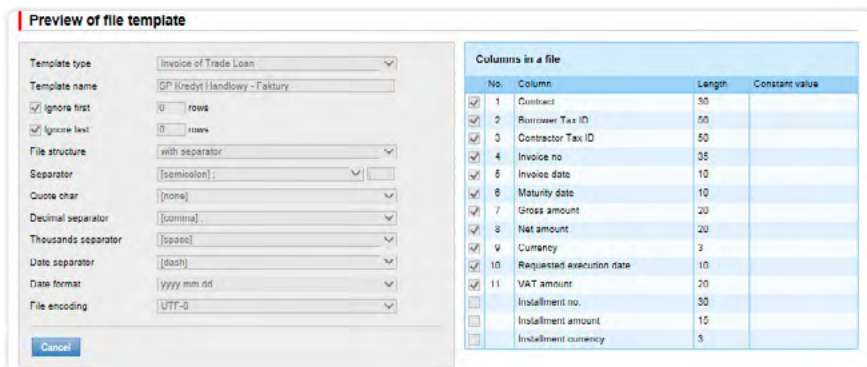 Preview of file template
Template type Invoice of Trade Loan
Template name SP Kredyt Handlowy - Faktury
Ignore first 0 rows
Ignore last 0 rows
File structure with separator
Separator [semicolon] ; ;
Quote char [none]
Decimal separator [comma] ,
Thousands separator [space]
Date separator [dash]
Date format yyyy mm dd
File encoding UTF-8
Cancel
Columns in a file
No. Column Length Constant value
1 Contract 30
2 Borrower Tax ID 50
3 Contractor Tax ID 50
4 Invoice no 35
5 Invoice date 10
6 Maturity date 10
7 Gross amount 20
8 Net amount 20
9 Currency 3
10 Requested execution date 10
11 VAT amount 20
Installment no. 30
Installment amount 15
Installment currency 3